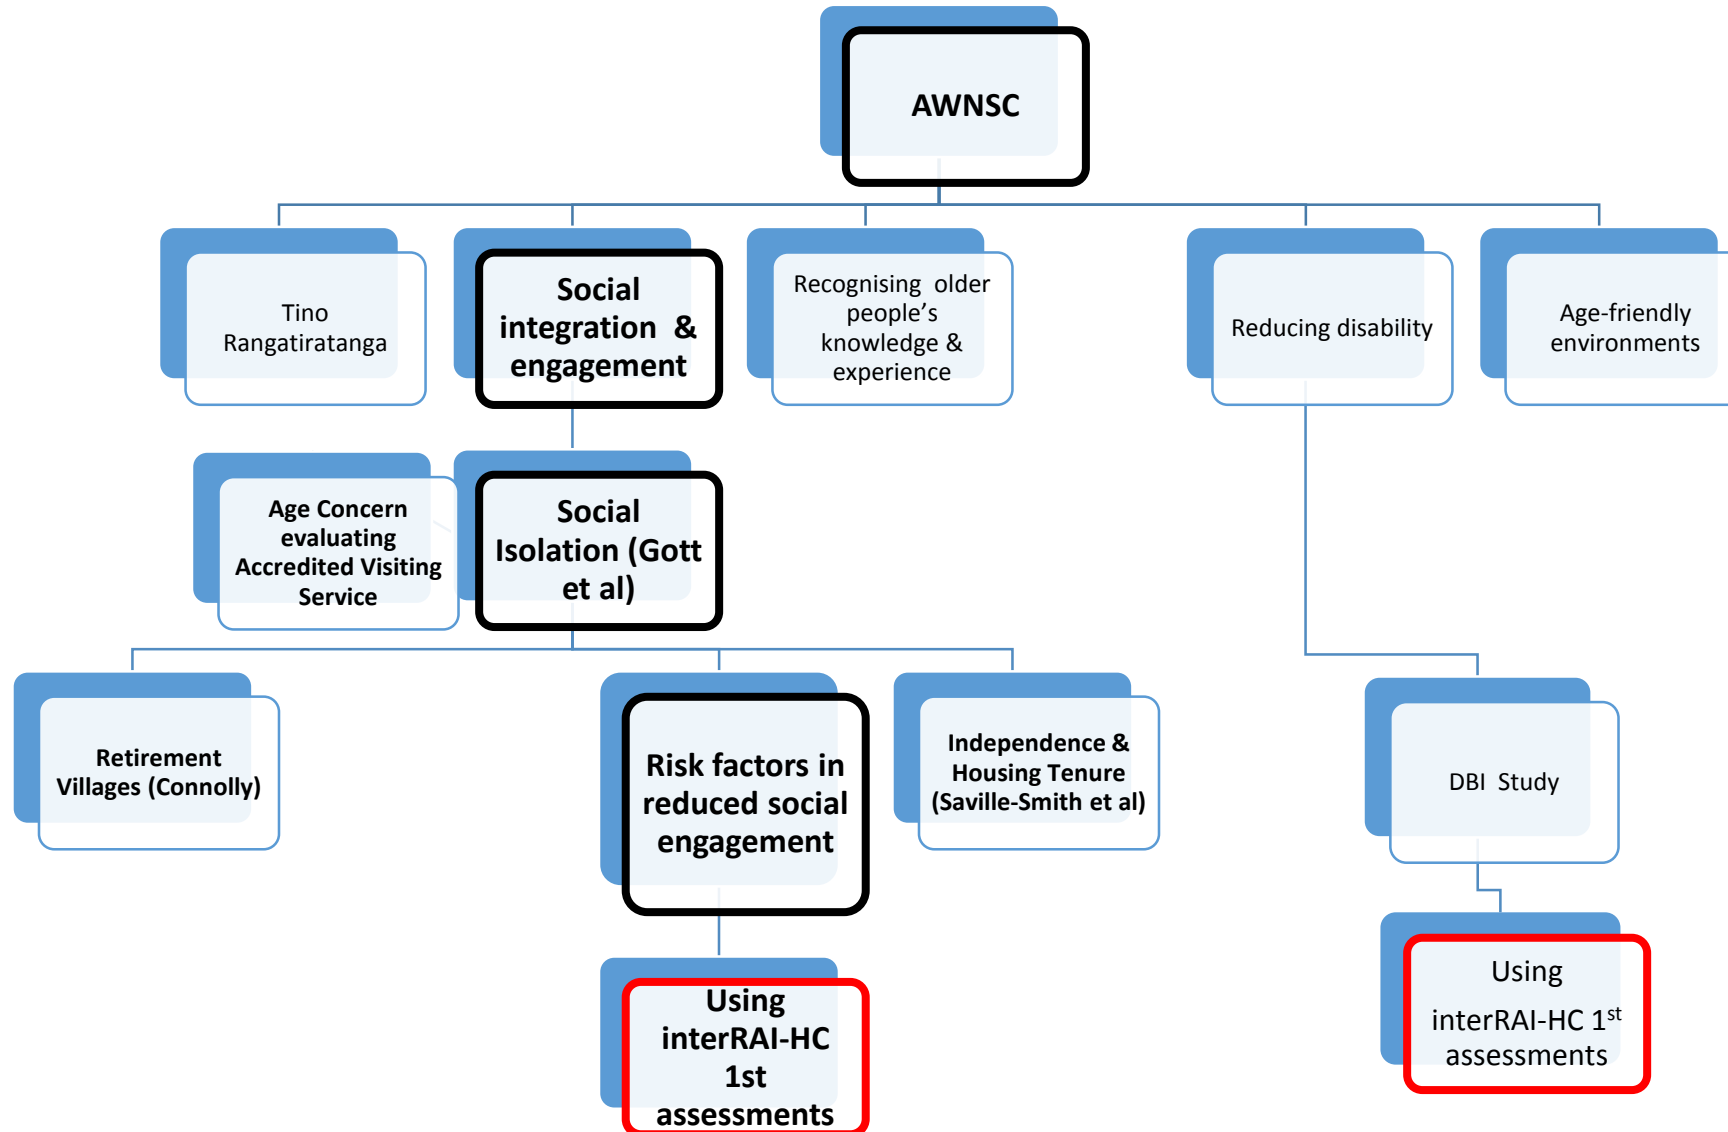 AWNSC
Tino
Rangatiratanga
Social
integration & engagement
Recognising older
people’s
knowledge &
experience
Reducing disability
Age-friendly
environments
Age Concern
evaluating
Accredited Visiting
Service
Social
Isolation (Gott
et al)
Retirement
Villages (Connolly)
Risk factors in
reduced social
engagement
Independence &
Housing Tenure
(Saville-Smith et al)
DBI Study
Using
interRAI-HC
1st
assessments
Using
interRAI-HC 1st
assessments